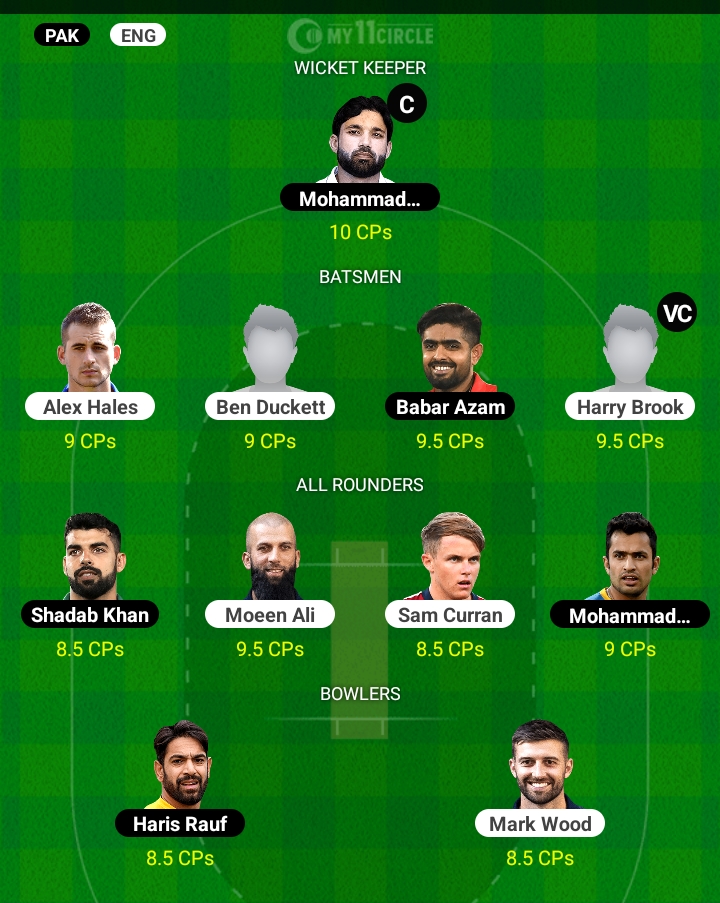 PAK ENG
MY11CIRCLE
WICKET KEEPER
C
Mohammad...
10 CPs
BATSMEN
VC
Alex Hales Ben Duckett Babar Azam Harry Brook
9 CPs 9 CPs 9.5 CPs 9.5 CPs
ALL ROUNDERS
Shadab Khan Moeen Ali Sam Curran Mohammad...
8.5 CPs 9.5 CPs 8.5 CPs 9 CPs
BOWLERS
Haris Rauf Mark Wood
8.5 CPs 8.5 CPs